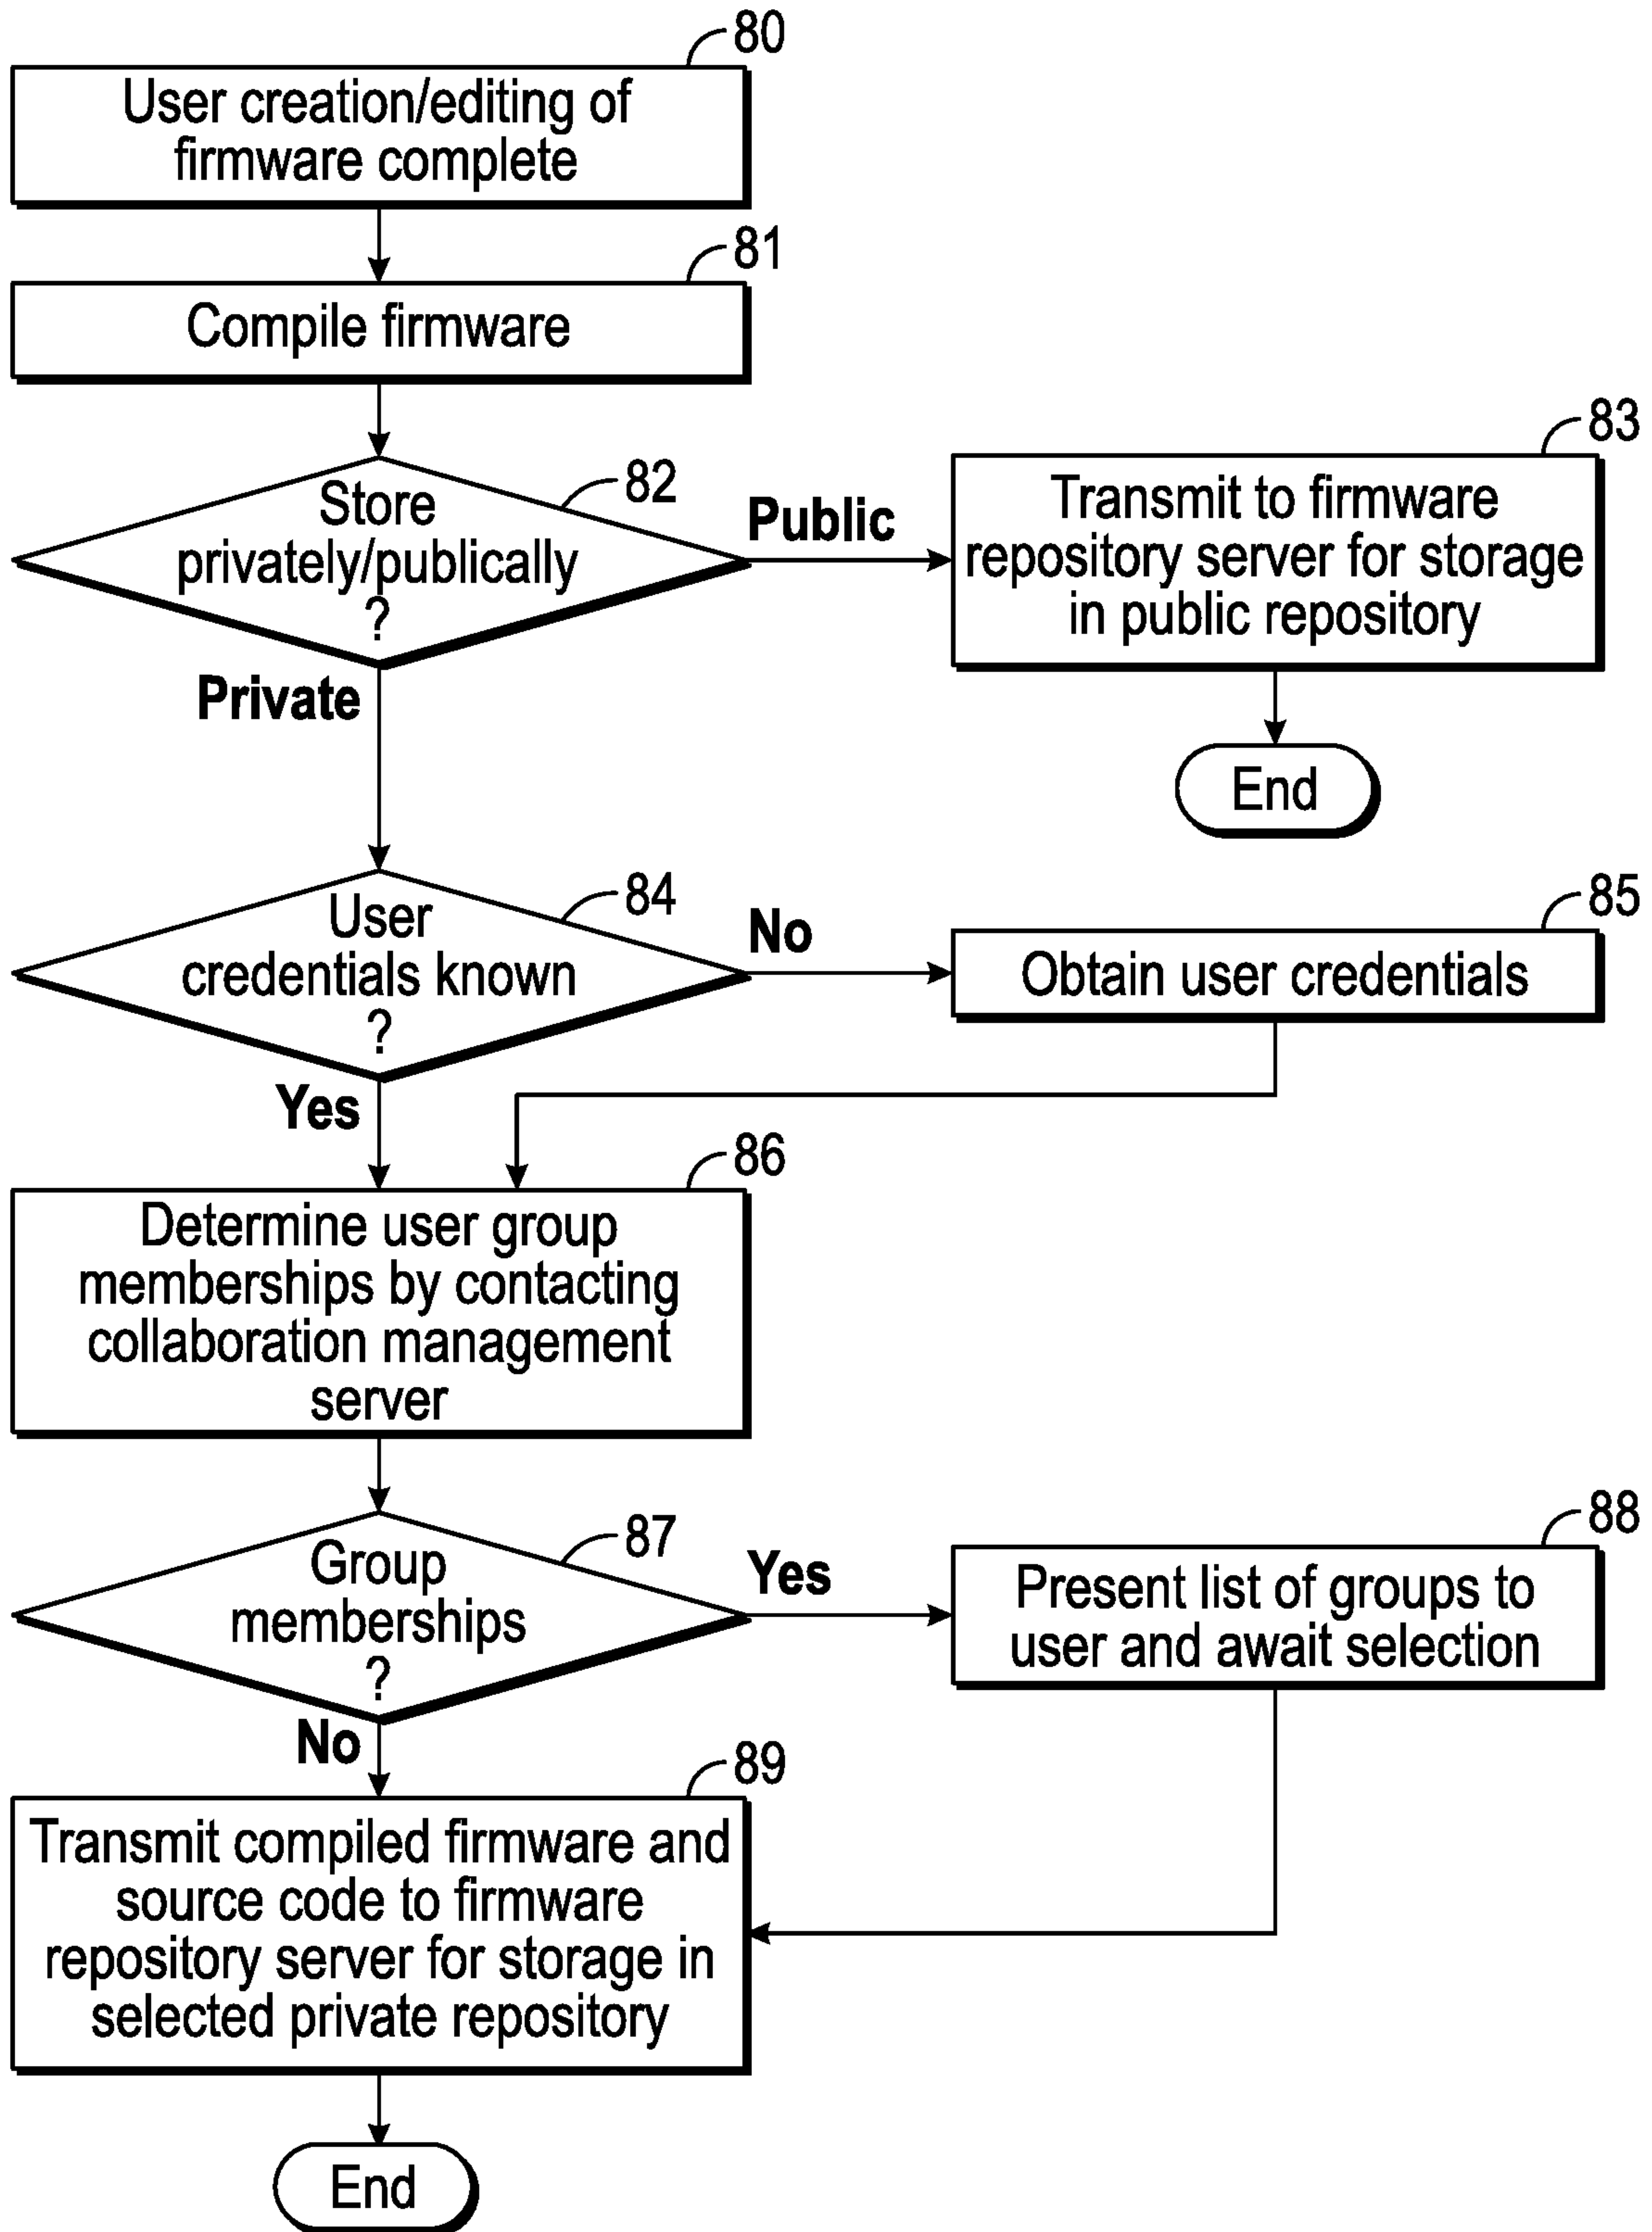 80
User creation/editing of
firmware complete
81
Compile firmware
82
Store
privately/publically
?
Public
83
Transmit to firmware
repository server for storage
in public repository
Private
End
84
User
credentials known
?
No
85
Obtain user credentials
Yes
86
Determine user group
memberships by contacting
collaboration management
server
87
Group
memberships
?
Yes
88
Present list of groups to
user and await selection
No
89
Transmit compiled firmware and
source code to firmware
repository server for storage in
selected private repository
End